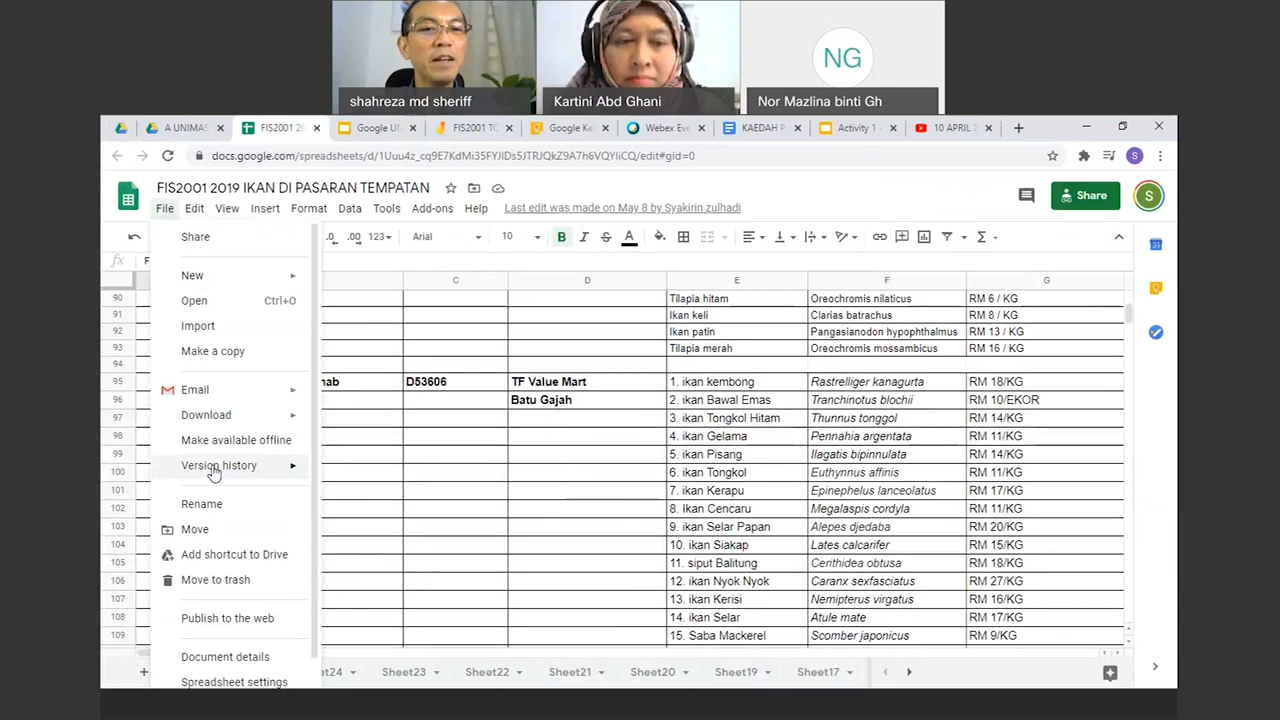 NG
shahreza md sheriff
Kartini Abd Ghani
Nor Mazlina binti Gh
A UNIMAS
FIS2001 20
Google UN
FIS2001 TO
Google Ke
Webex Eve
KAEDAH P
Activity 1 -
10 APRIL 2
docs.google.com/spreadsheets/d/1Uuu4z_cq9E7KdMi35FYJIDs5JTRJQkZ9A7h6VQYIiCQ/edit#gid=0
S
FIS2001 2019 IKAN DI PASARAN TEMPATAN
Share
S
File Edit View Insert Format Data Tools Add-ons Help Last edit was made on May 8 by Syakirin zulhadi
.0 .00 123 Arial 10 B I S A
fx F
C D E F G
90 Tilapia hitam Oreochromis nilaticus RM 6 / KG
91 Ikan keli Clarias batrachus RM 8 / KG
92 Ikan patin Pangasianodon hypophthalmus RM 13 / KG
93 Tilapia merah Oreochromis mossambicus RM 16 / KG
94
95 nab D53606 TF Value Mart 1. ikan kembong Rastrelliger kanagurta RM 18/KG
96 Batu Gajah 2. ikan Bawal Emas Tranchinotus blochii RM 10/EKOR
97 3. ikan Tongkol Hitam Thunnus tonggol RM 14/KG
98 4. ikan Gelama Pennahia argentata RM 11/KG
99 5. ikan Pisang Ilagatis bipinnulata RM 14/KG
100 6. ikan Tongkol Euthynnus affinis RM 11/KG
101 7. ikan Kerapu Epinephelus lanceolatus RM 17/KG
102 8. Ikan Cencaru Megalaspis cordyla RM 11/KG
103 9. ikan Selar Papan Alepes djedaba RM 20/KG
104 10. ikan Siakap Lates calcarifer RM 15/KG
105 11. siput Balitung Cerithidea obtusa RM 18/KG
106 12. ikan Nyok Nyok Caranx sexfasciatus RM 27/KG
107 13. ikan Kerisi Nemipterus virgatus RM 16/KG
108 14. ikan Selar Atule mate RM 17/KG
109 15. Saba Mackerel Scomber japonicus RM 9/KG
Share
New
Open Ctrl+O
Import
Make a copy
Email
Download
Make available offline
Version history
Rename
Move
Add shortcut to Drive
Move to trash
Publish to the web
Document details
Spreadsheet settings
t24 Sheet23 Sheet22 Sheet21 Sheet20 Sheet19 Sheet17